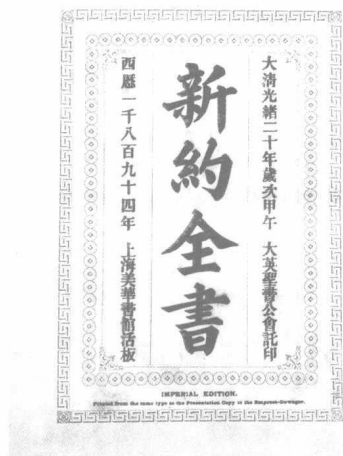 大清光緒二十年歲次甲午 大英聖書公會託印
新約全書
西曆一千八百九十四年 上海美華書館活板
IMPERIAL EDITION.
Printed from the same type as the Presentation Copy to the Empress-Dowager.